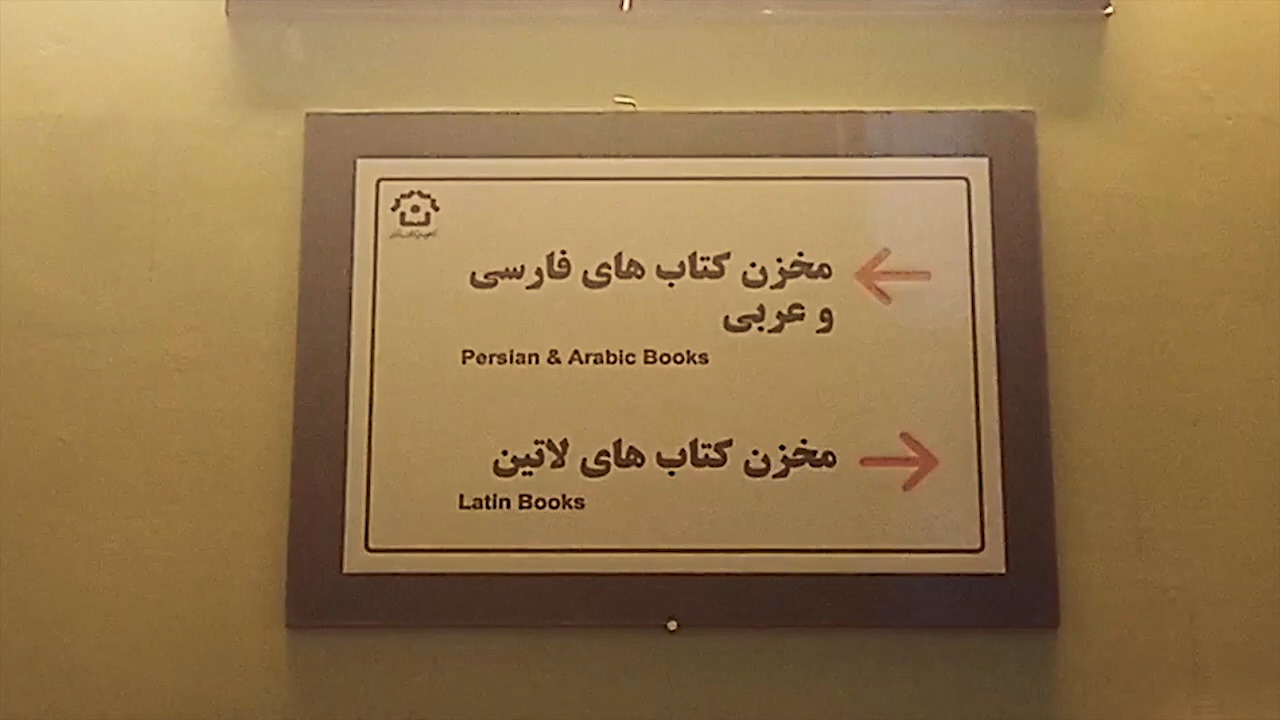 مخزن کتاب های فارسی
و عربی
Persian & Arabic Books
مخزن کتاب های لاتین
Latin Books